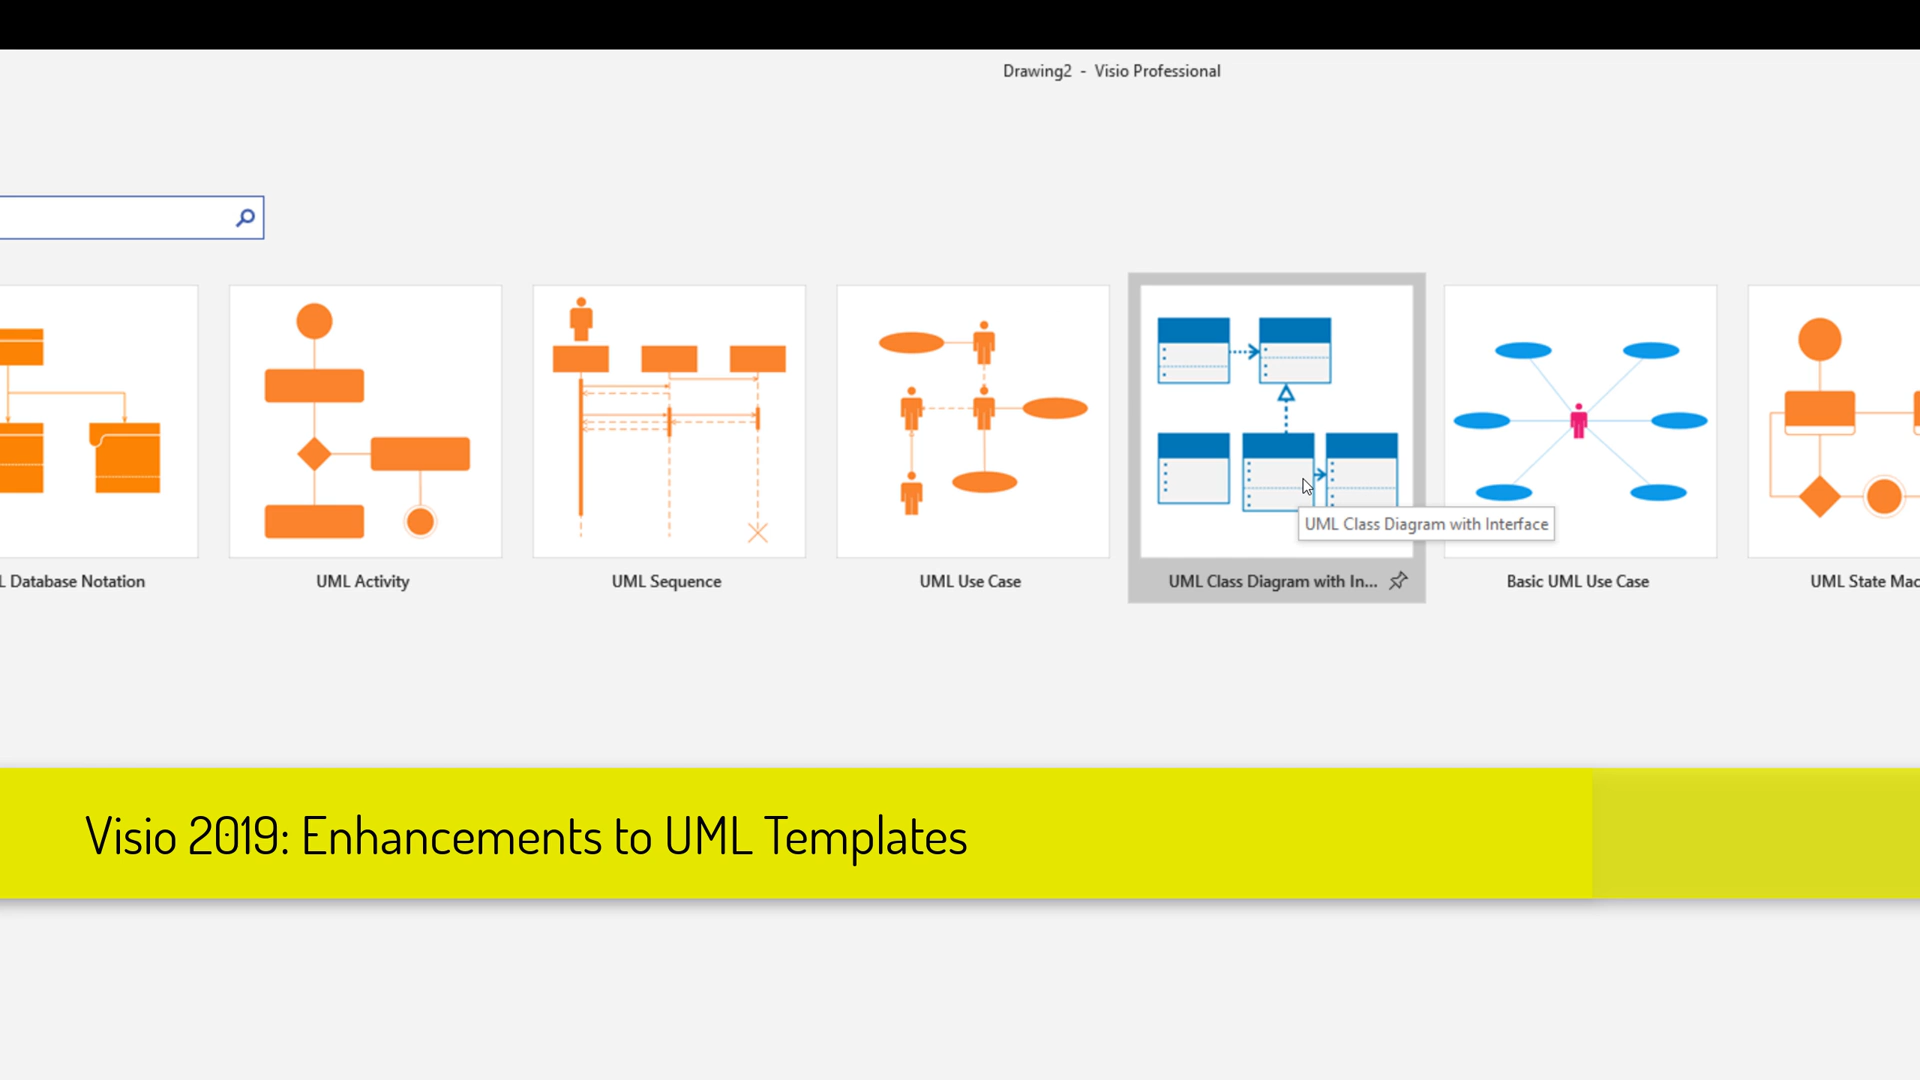 Drawing2 - Visio Professional
UML Class Diagram with Interface
L Database Notation
UML Activity
UML Sequence
UML Use Case
UML Class Diagram with In...
Basic UML Use Case
UML State Mac
Visio 2019: Enhancements to UML Templates